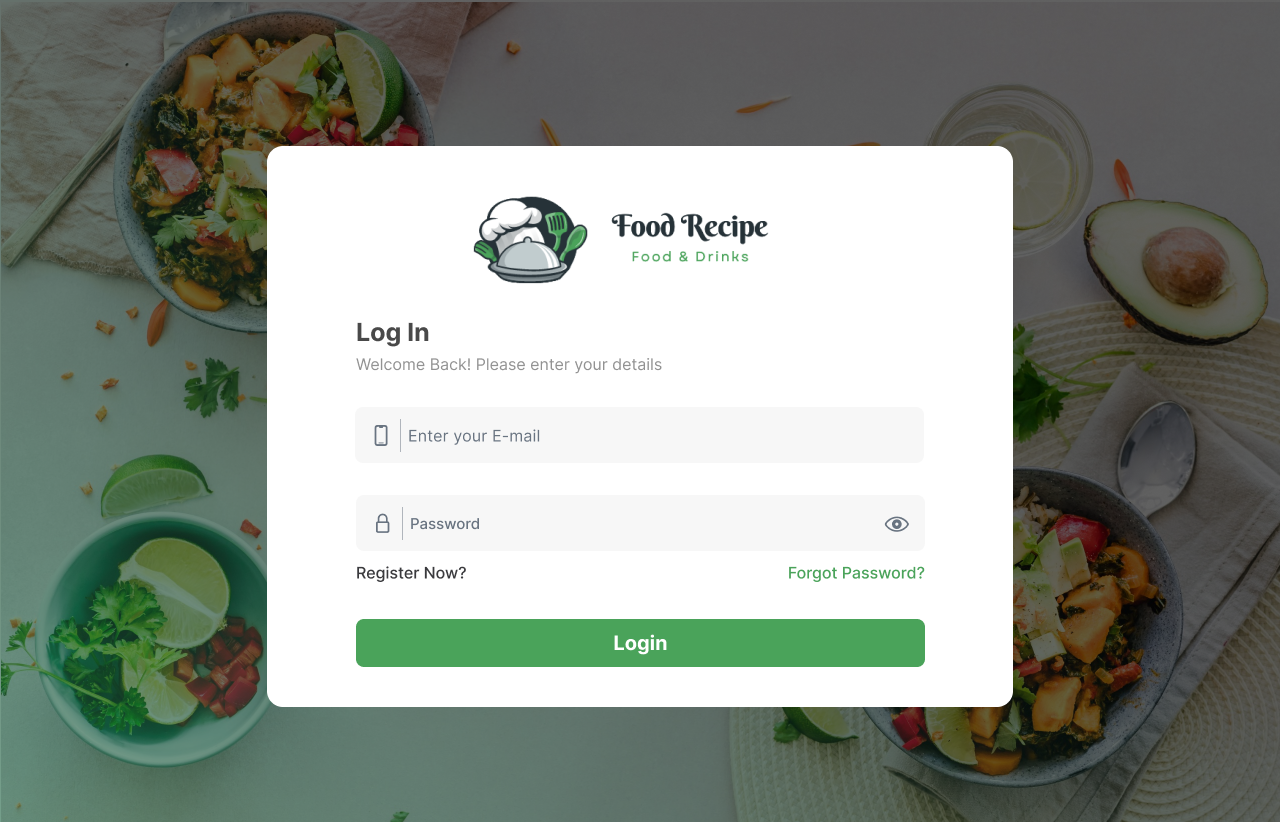 Food Recipe
Food & Drinks
Log In
Welcome Back! Please enter your details
Enter your E-mail
Password
Register Now?
Forgot Password?
Login